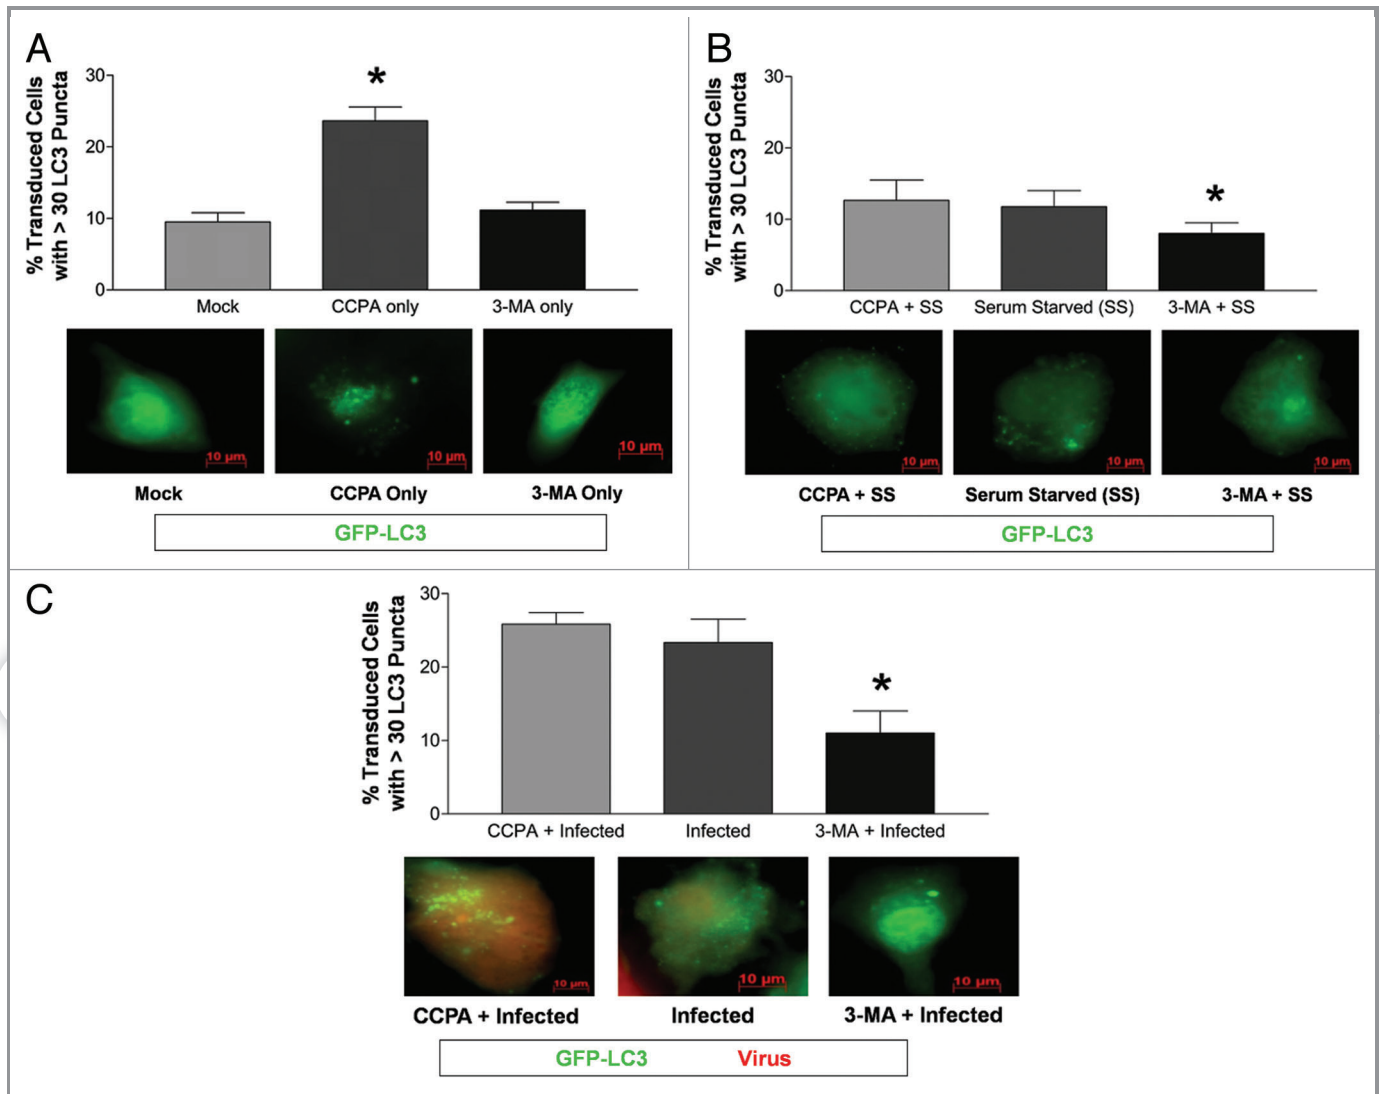 A
% Transduced Cells
with > 30 LC3 Puncta
30
20
10
0
*
Mock
CCPA only
3-MA only
10 µm
10 µm
10 µm
Mock
CCPA Only
3-MA Only
GFP-LC3
B
% Transduced Cells
with > 30 LC3 Puncta
30
20
10
0
*
CCPA + SS
Serum Starved (SS)
3-MA + SS
10 µm
10 µm
10 µm
CCPA + SS
Serum Starved (SS)
3-MA + SS
GFP-LC3
C
% Transduced Cells
with > 30 LC3 Puncta
30
20
10
0
*
CCPA + Infected
Infected
3-MA + Infected
10 µm
10 µm
10 µm
CCPA + Infected
Infected
3-MA + Infected
GFP-LC3 Virus